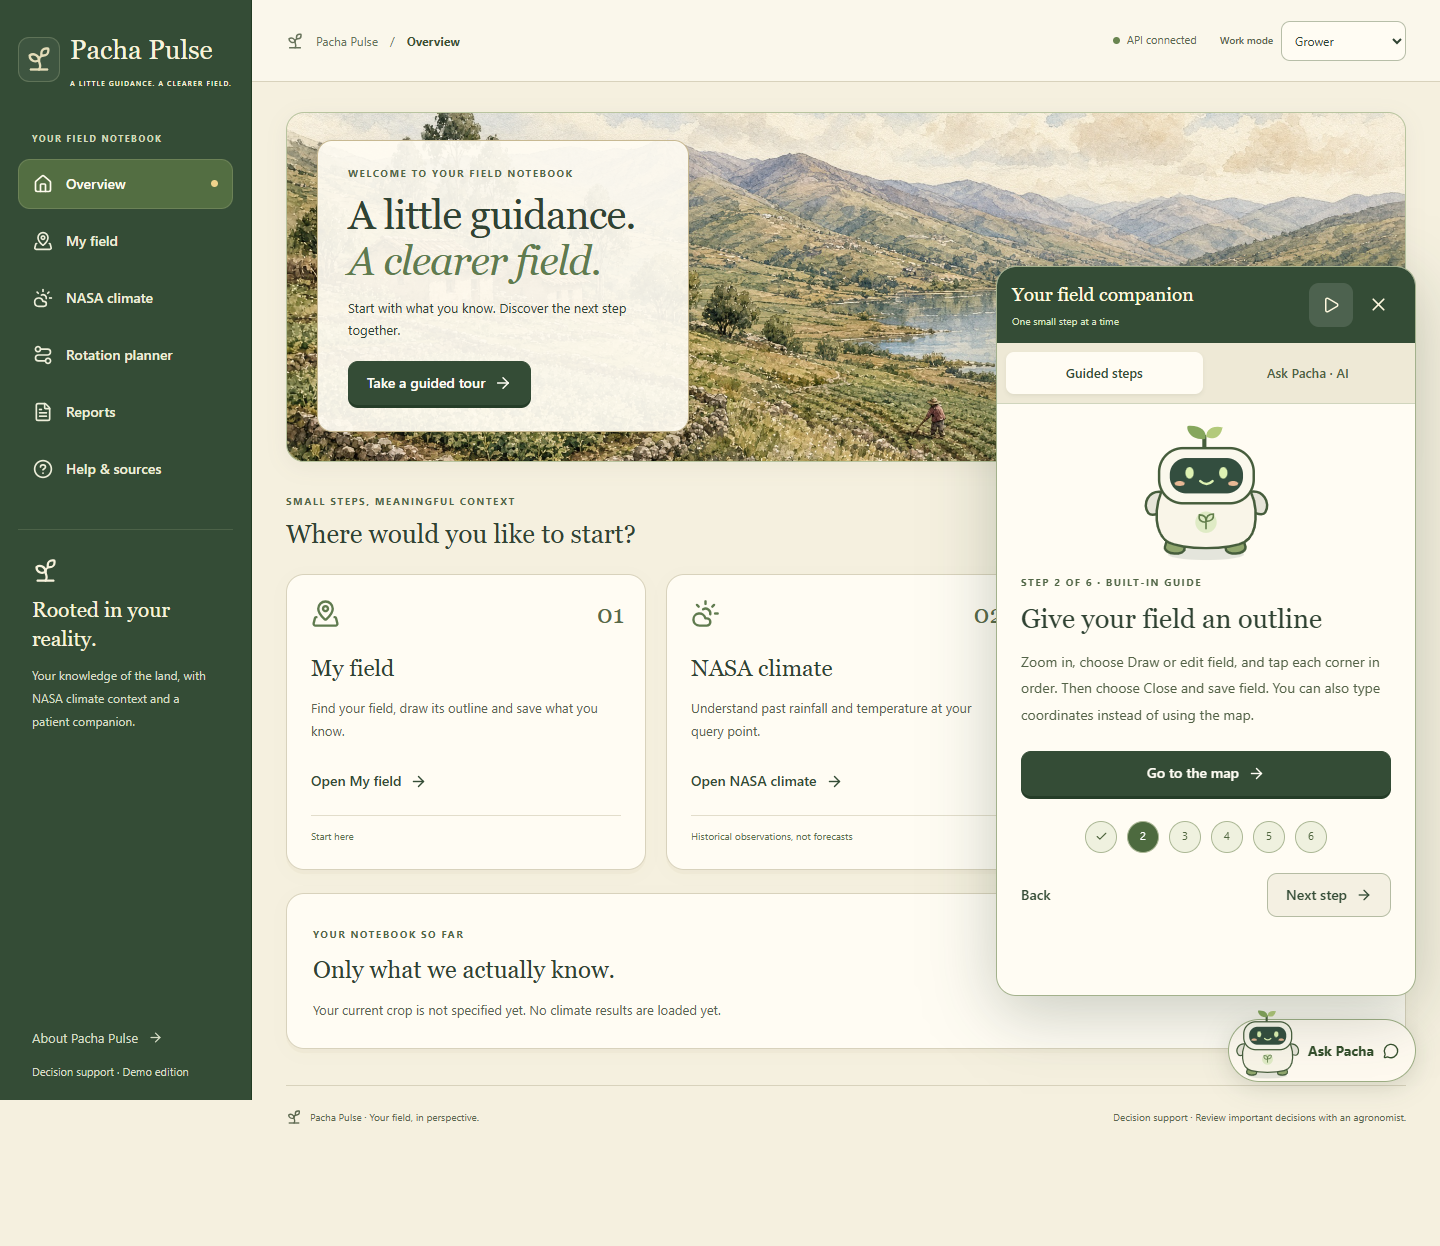 Pacha Pulse
A LITTLE GUIDANCE. A CLEARER FIELD.
YOUR FIELD NOTEBOOK
Overview
My field
NASA climate
Rotation planner
Reports
Help & sources
Rooted in your
reality.
Your knowledge of the land, with
NASA climate context and a
patient companion.
About Pacha Pulse
Decision support · Demo edition
Pacha Pulse / Overview
API connected
Work mode
Grower
WELCOME TO YOUR FIELD NOTEBOOK
A little guidance.
A clearer field.
Start with what you know. Discover the next step
together.
Take a guided tour
SMALL STEPS, MEANINGFUL CONTEXT
Where would you like to start?
01
My field
Find your field, draw its outline and save what you
know.
Open My field
Start here
02
NASA climate
Understand past rainfall and temperature at your
query point.
Open NASA climate
Historical observations, not forecasts
YOUR NOTEBOOK SO FAR
Only what we actually know.
Your current crop is not specified yet. No climate results are loaded yet.
Your field companion
One small step at a time
Guided steps
Ask Pacha · AI
STEP 2 OF 6 · BUILT-IN GUIDE
Give your field an outline
Zoom in, choose Draw or edit field, and tap each corner in
order. Then choose Close and save field. You can also type
coordinates instead of using the map.
Go to the map
2 3 4 5 6
Back
Next step
Ask Pacha
Pacha Pulse · Your field, in perspective.
Decision support · Review important decisions with an agronomist.